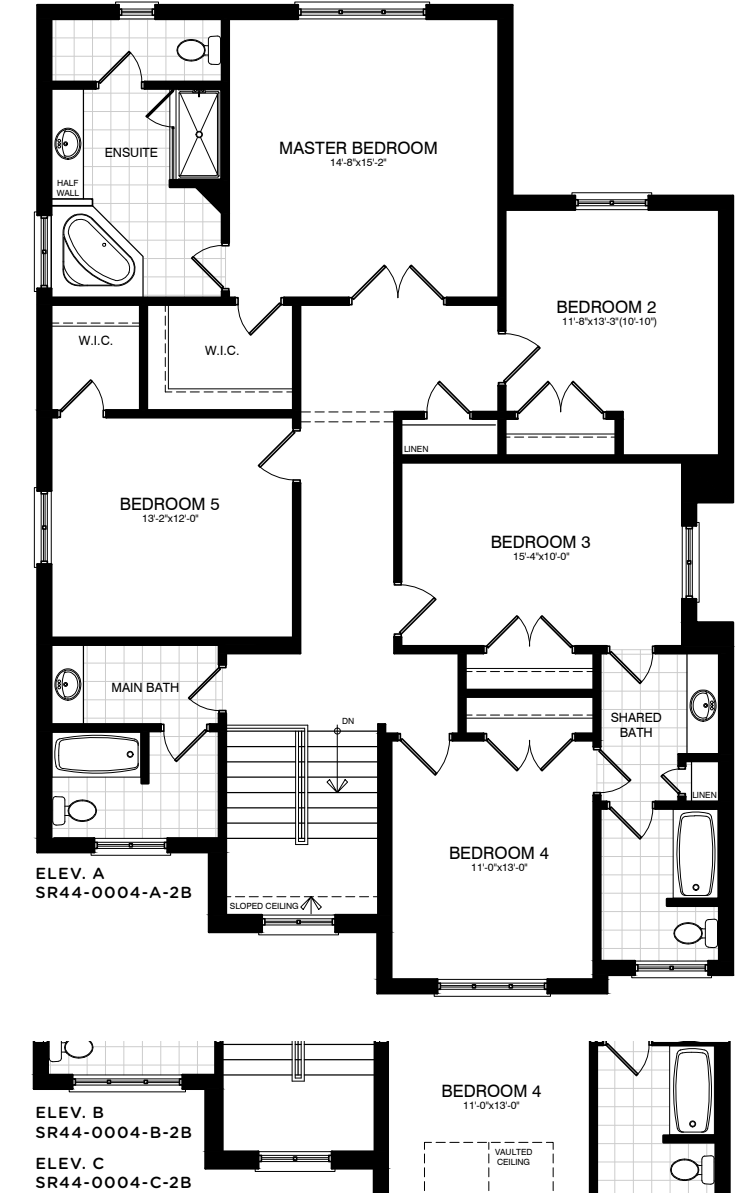 ENSUITE
MASTER BEDROOM
14'-8"x15'-2"
HALF
WALL
BEDROOM 2
11'-8"x13'-3"(10'-10")
W.I.C.
W.I.C.
LINEN
BEDROOM 5
13'-2"x12'-0"
BEDROOM 3
15'-4"x10'-0"
MAIN BATH
DN
SHARED
BATH
LINEN
BEDROOM 4
11'-0"x13'-0"
ELEV. A
SR44-0004-A-2B
SLOPED CEILING
BEDROOM 4
11'-0"x13'-0"
ELEV. B
SR44-0004-B-2B
VAULTED
CEILING
ELEV. C
SR44-0004-C-2B